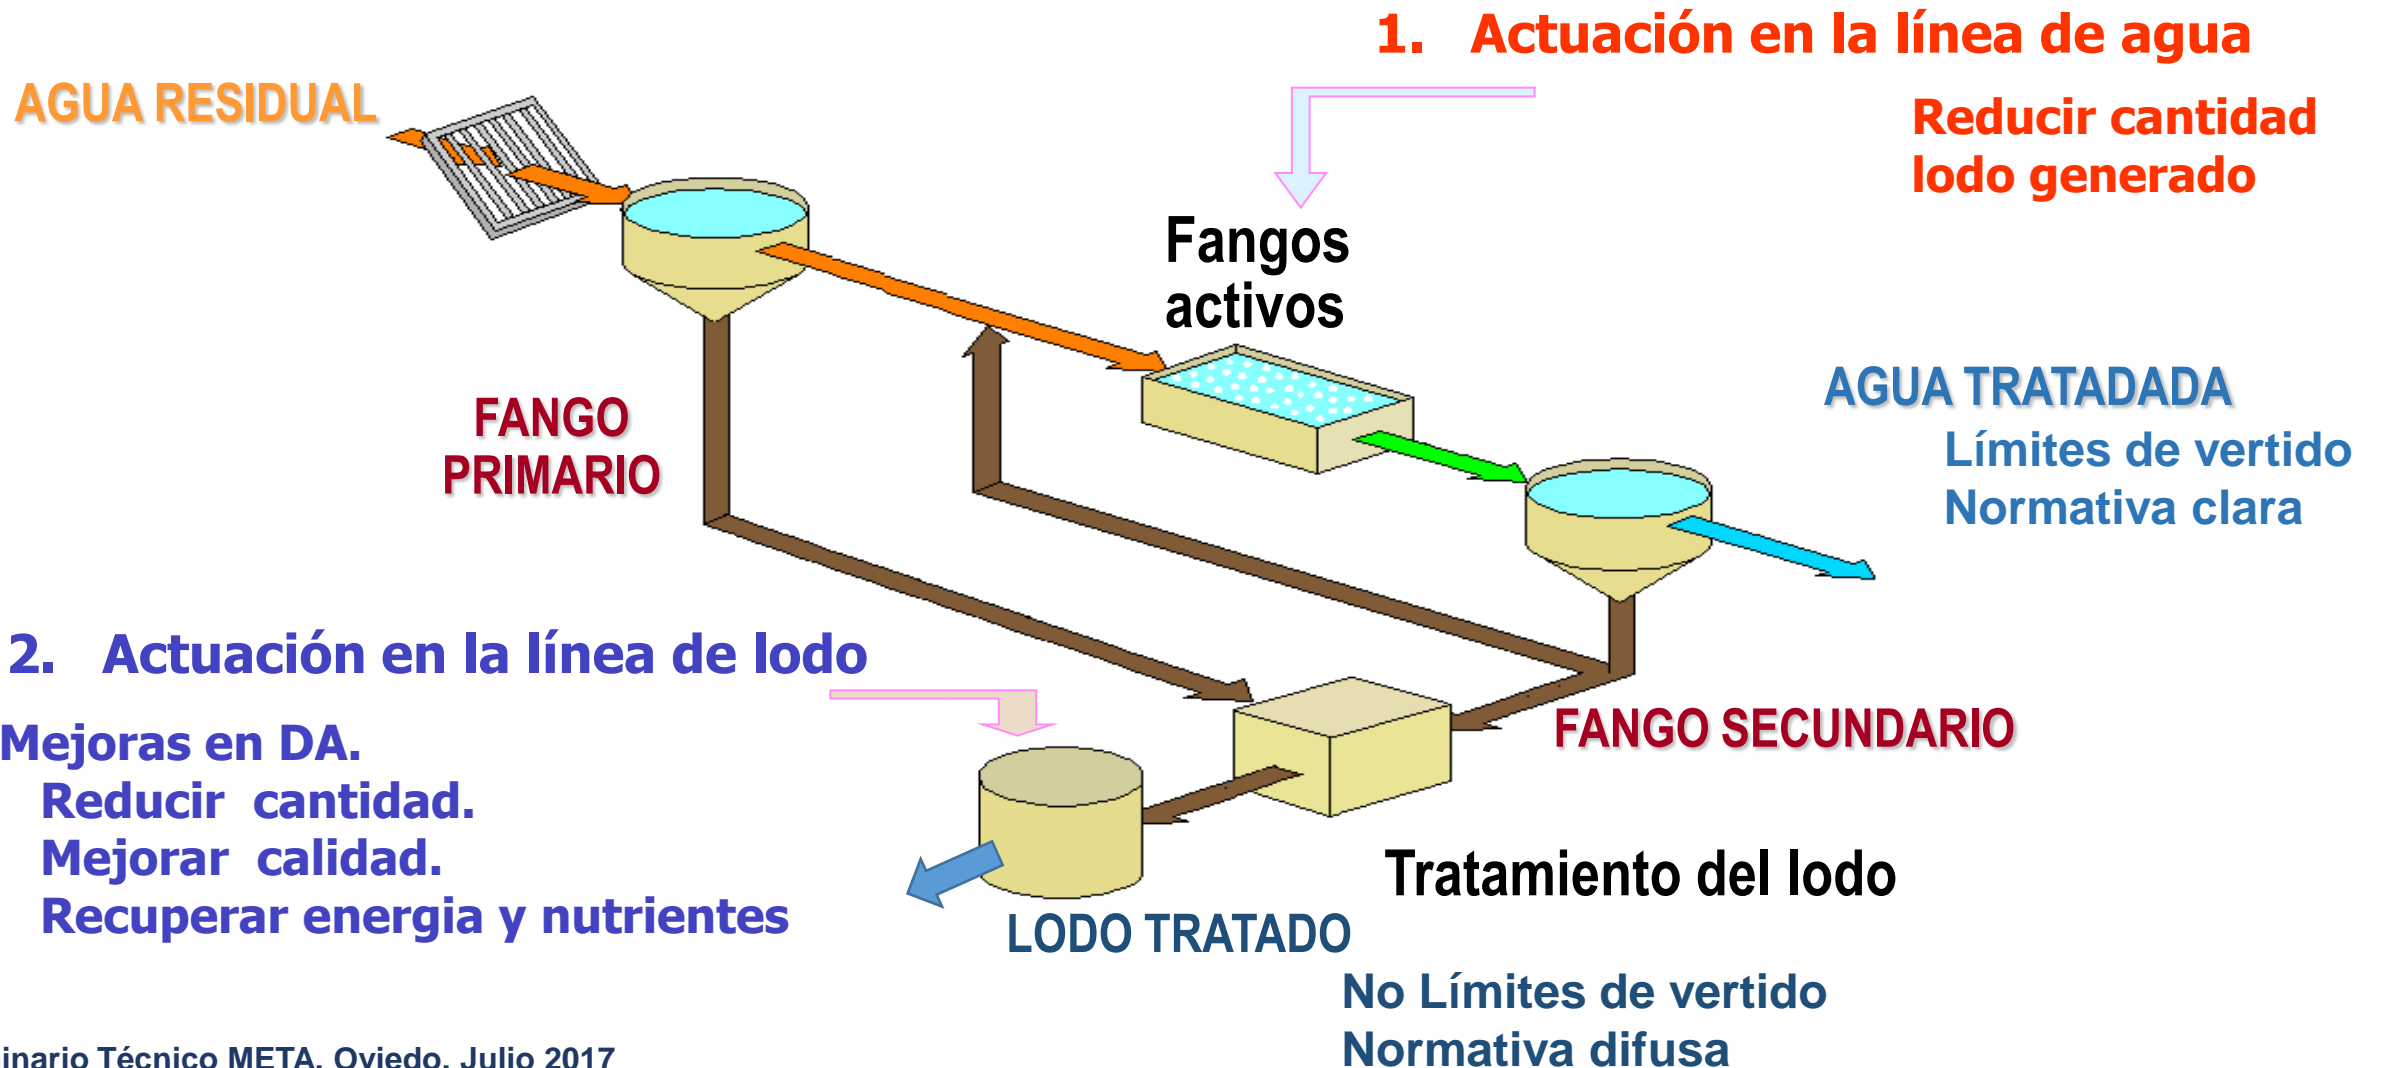 1. Actuación en la línea de agua
AGUA RESIDUAL
Reducir cantidad
lodo generado
Fangos
activos
AGUA TRATADADA
Límites de vertido
Normativa clara
FANGO
PRIMARIO
2. Actuación en la línea de lodo
FANGO SECUNDARIO
Mejoras en DA.
Reducir cantidad.
Mejorar calidad.
Recuperar energia y nutrientes
Tratamiento del lodo
LODO TRATADO
No Límites de vertido
Normativa difusa
inario Técnico META. Oviedo. Julio 2017